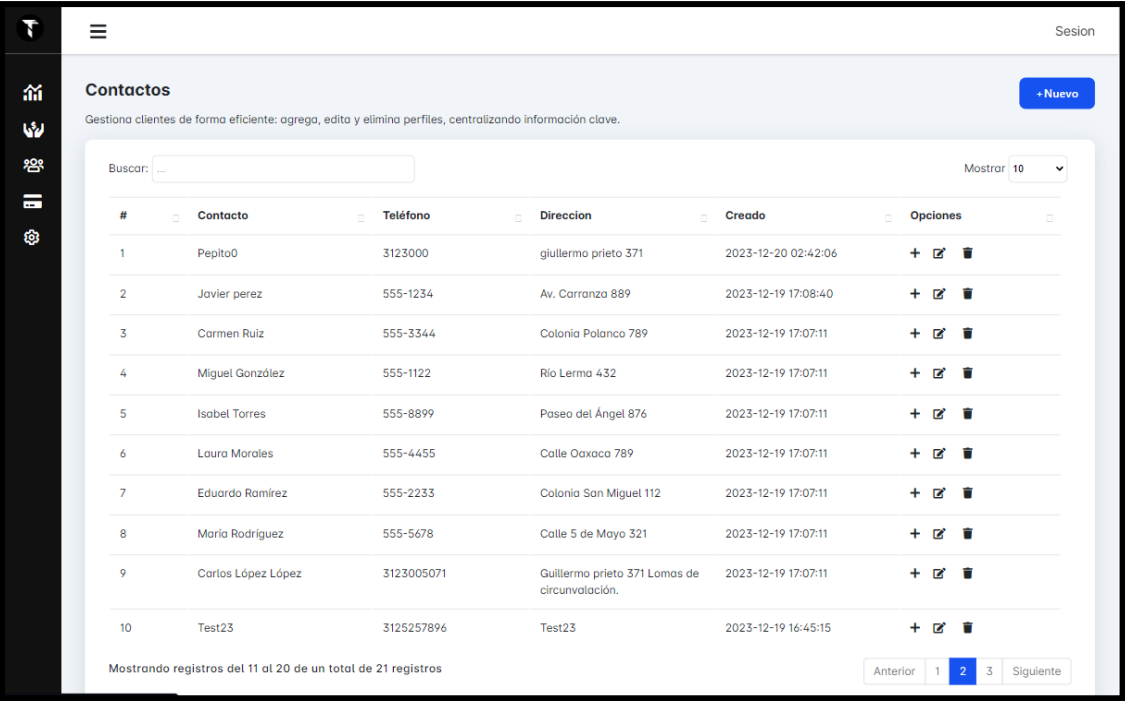 Sesion
Contactos
+Nuevo
Gestiona clientes de forma eficiente: agrega, edita y elimina perfiles, centralizando información clave.
Buscar: ...
Mostrar 10
# Contacto Teléfono Direccion Creado Opciones
1 Pepito0 3123000 giullermo prieto 371 2023-12-20 02:42:06
2 Javier perez 555-1234 Av. Carranza 889 2023-12-19 17:08:40
3 Carmen Ruiz 555-3344 Colonia Polanco 789 2023-12-19 17:07:11
4 Miguel González 555-1122 Río Lerma 432 2023-12-19 17:07:11
5 Isabel Torres 555-8899 Paseo del Ángel 876 2023-12-19 17:07:11
6 Laura Morales 555-4455 Calle Oaxaca 789 2023-12-19 17:07:11
7 Eduardo Ramírez 555-2233 Colonia San Miguel 112 2023-12-19 17:07:11
8 María Rodríguez 555-5678 Calle 5 de Mayo 321 2023-12-19 17:07:11
9 Carlos López López 3123005071 Guillermo prieto 371 Lomas de 2023-12-19 17:07:11
circunvalación.
10 Test23 3125257896 Test23 2023-12-19 16:45:15
Mostrando registros del 11 al 20 de un total de 21 registros
Anterior 1 2 3 Siguiente